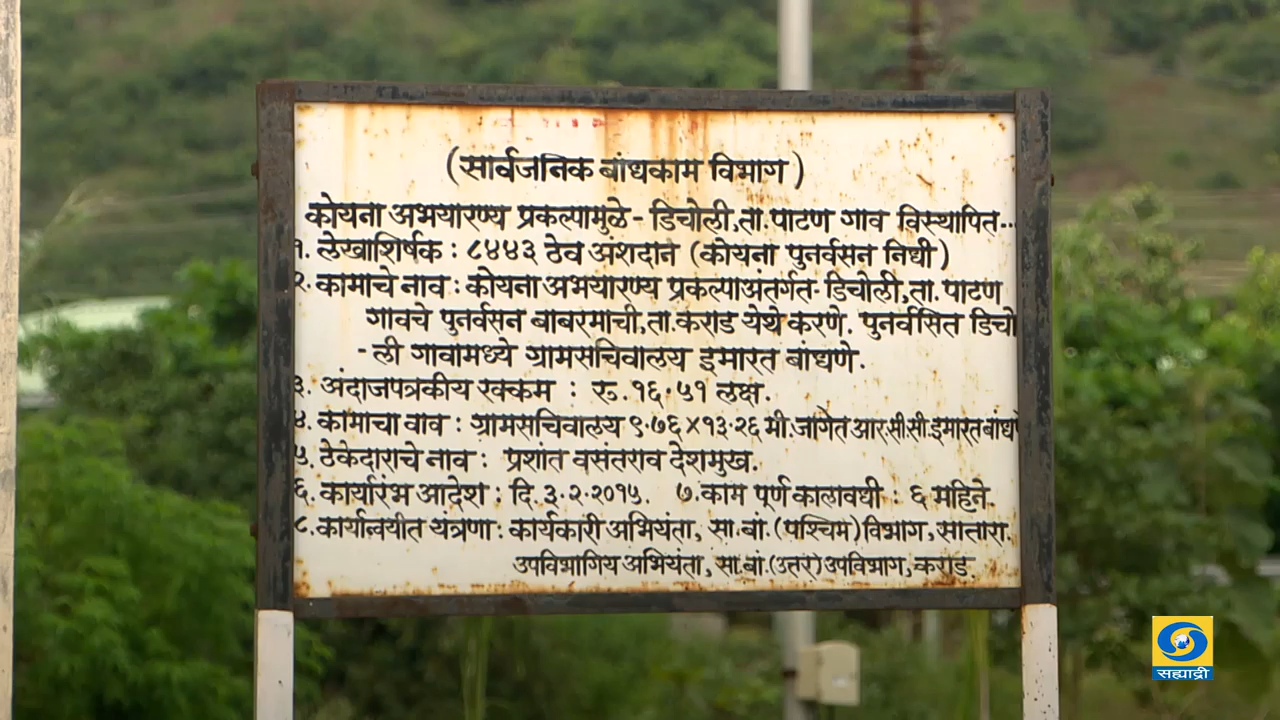 (सार्वजनिक बांधकाम विभाग)
कोयना अभयारण्य प्रकल्पामुळे - डिचोली,ता.पाटण गाव विस्थापित...
१. लेखाशिर्षक : ८४४३ ठेव अंशदान (कोयना पुनर्वसन निधी)
२. कामाचे नाव : कोयना अभयारण्य प्रकल्पाअंतर्गत- डिचोली,ता. पाटण
गावचे पुनर्वसन बाबरमाची,ता.कराड येथे करणे. पुनर्वसित डिचो
- ली गावामध्ये ग्रामसचिवालय इमारत बांधणे.
३. अंदाजपत्रकीय रक्कम : रु. १६.५१ लक्ष.
४. कामाचा वाव : ग्रामसचिवालय ९.७६×१३.२६ मी.जागेत आर.सी.सी.इमारत बांधणे
५. ठेकेदाराचे नाव : प्रशांत वसंतराव देशमुख.
६. कार्यारंभ आदेश : दि. ३.२.२०१५. ७.काम पूर्ण कालावधी : ६ महिने.
८.कार्यान्वयीत यंत्रणा : कार्यकारी अभियंता, सा.बां.(पश्चिम) विभाग, सातारा.
उपविभागिय अभियंता, सा.बां.(उत्तर) उपविभाग, कराड.
सह्याद्री